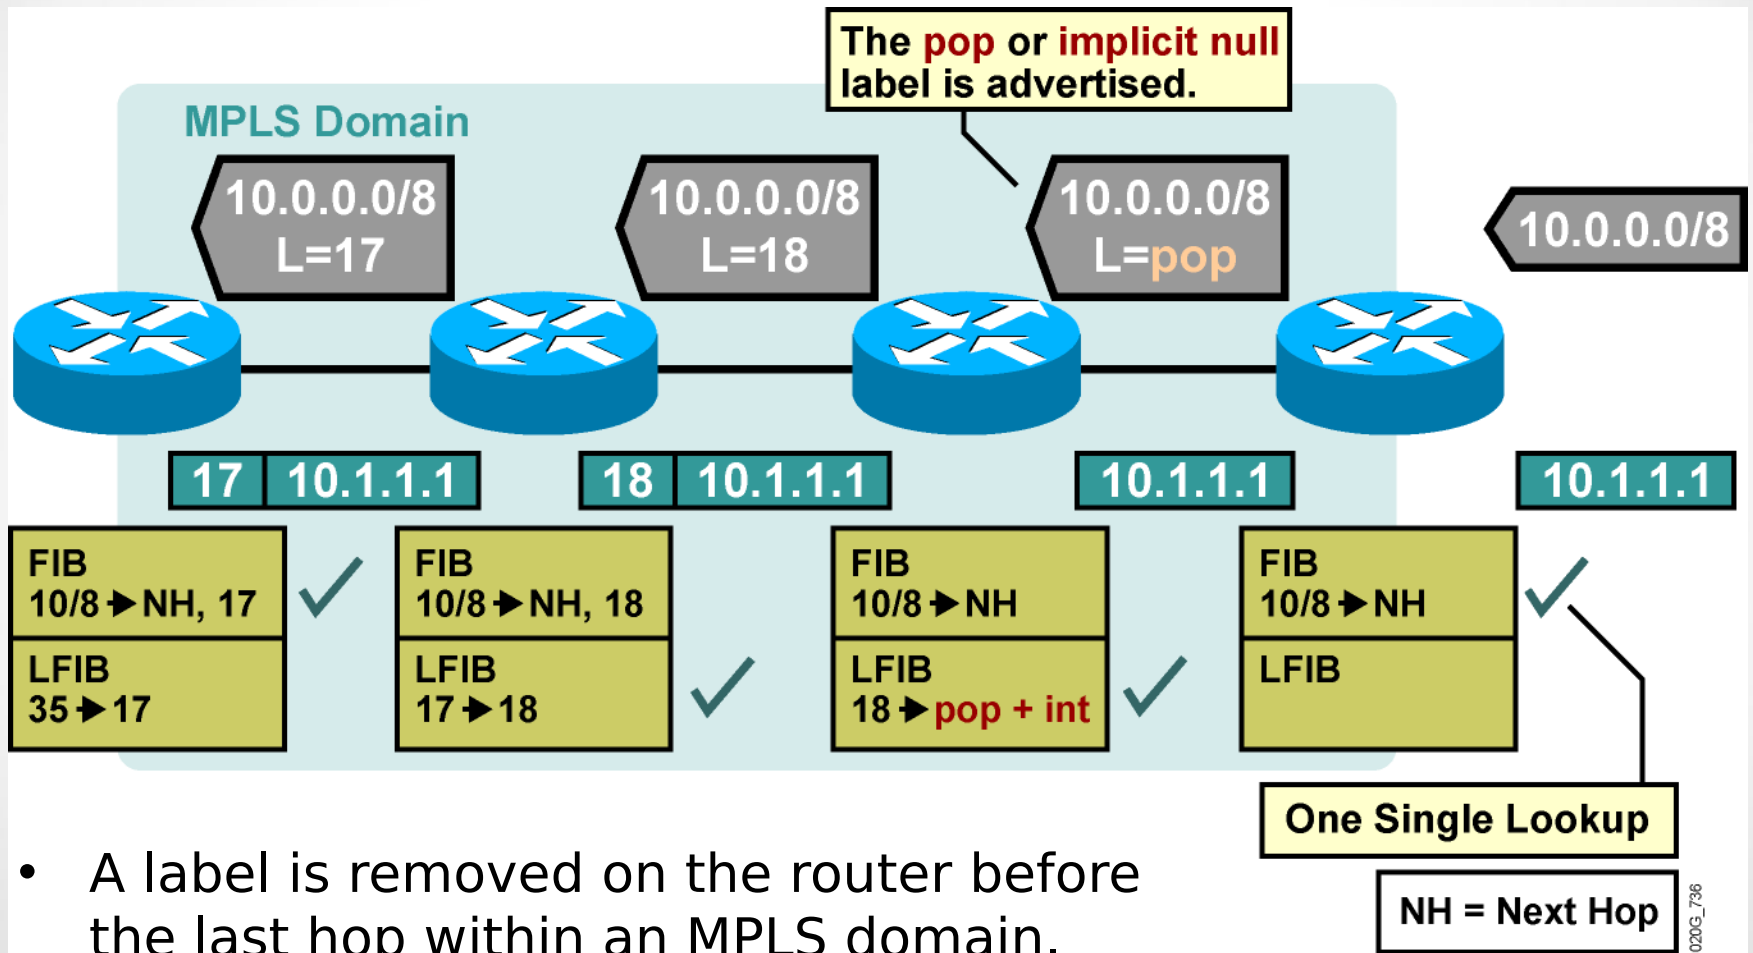 The pop or implicit null
label is advertised.
MPLS Domain
10.0.0.0/8
L=17
10.0.0.0/8
L=18
10.0.0.0/8
L=pop
10.0.0.0/8
17 10.1.1.1
18 10.1.1.1
10.1.1.1
10.1.1.1
FIB
10/8 → NH, 17
LFIB
35 → 17
FIB
10/8 → NH, 18
LFIB
17 → 18
FIB
10/8 → NH
LFIB
18 → pop + int
FIB
10/8 → NH
LFIB
One Single Lookup
NH = Next Hop
020G_736
• A label is removed on the router before
the last hop within an MPLS domain.